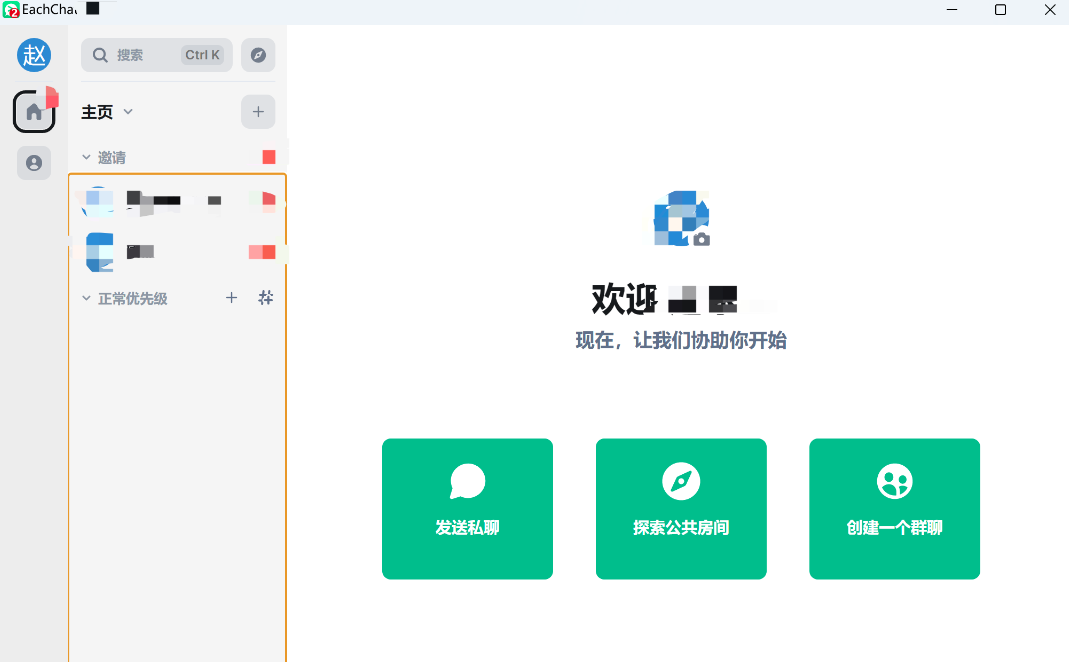 EachCha
赵
搜索 Ctrl K
主页
邀请
正常优先级
欢迎
现在，让我们协助你开始
发送私聊
探索公共房间
创建一个群聊